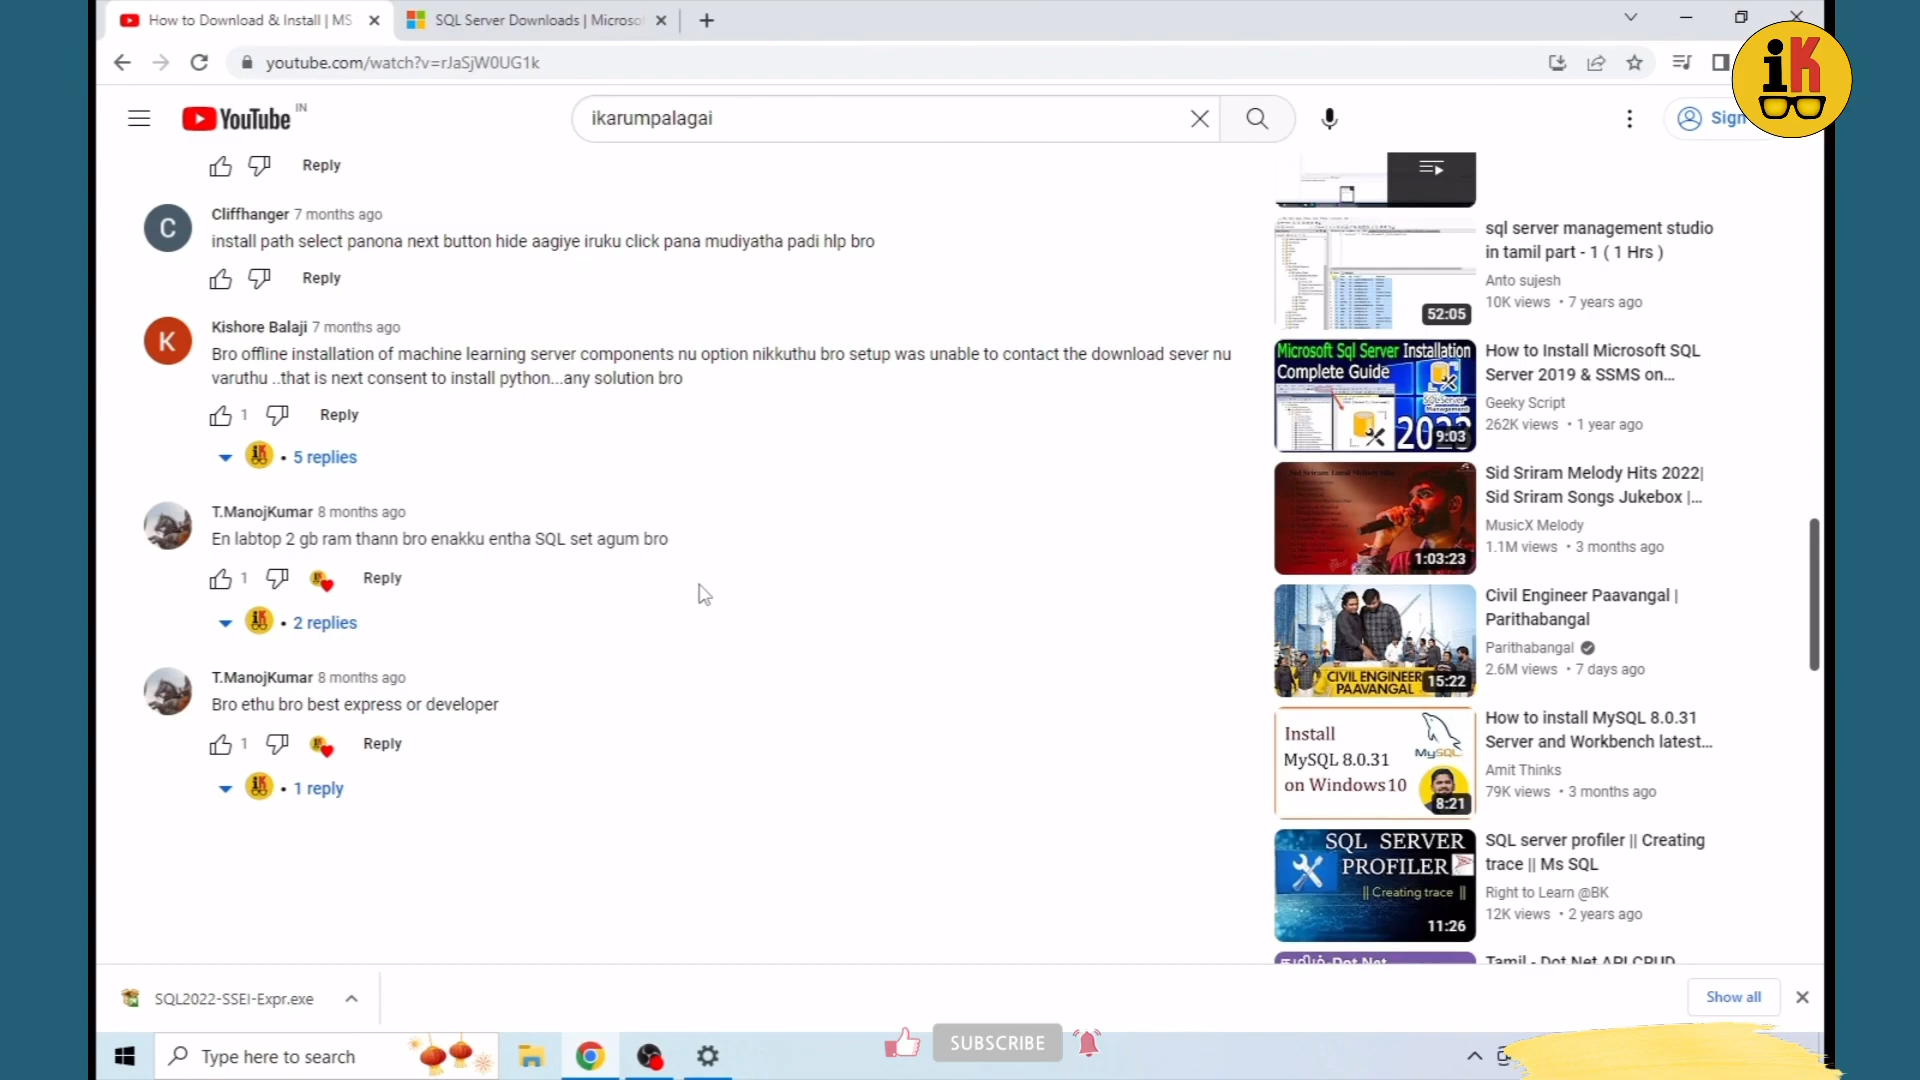 How to Download & Install | MS
SQL Server Downloads | Microso
youtube.com/watch?v=rJaSjW0UG1k
iK
YouTube IN
ikarumpalagai
Sign
Reply
Cliffhanger 7 months ago
install path select panona next button hide aagiye iruku click pana mudiyatha padi hlp bro
Reply
Kishore Balaji 7 months ago
Bro offline installation of machine learning server components nu option nikkuthu bro setup was unable to contact the download sever nu
varuthu ..that is next consent to install python...any solution bro
1 Reply
5 replies
T.ManojKumar 8 months ago
En labtop 2 gb ram thann bro enakku entha SQL set agum bro
1 Reply
2 replies
T.ManojKumar 8 months ago
Bro ethu bro best express or developer
1 Reply
1 reply
sql server management studio
in tamil part - 1 ( 1 Hrs )
Anto sujesh
10K views • 7 years ago
52:05
Microsoft Sql Server Installation
Complete Guide
9:03
How to Install Microsoft SQL
Server 2019 & SSMS on...
Geeky Script
262K views • 1 year ago
1:03:23
Sid Sriram Melody Hits 2022|
Sid Sriram Songs Jukebox |...
MusicX Melody
1.1M views • 3 months ago
CIVIL ENGINEER
PAAVANGAL
15:22
Civil Engineer Paavangal |
Parithabangal
Parithabangal
2.6M views • 7 days ago
Install
MySQL 8.0.31
on Windows10
MySQL
8:21
How to install MySQL 8.0.31
Server and Workbench latest...
Amit Thinks
79K views • 3 months ago
SQL SERVER
PROFILER
|| Creating trace ||
11:26
SQL server profiler || Creating
trace || Ms SQL
Right to Learn @BK
12K views • 2 years ago
Tamil - Dot Net API CRUD
SQL2022-SSEI-Expr.exe
Show all
Type here to search
SUBSCRIBE